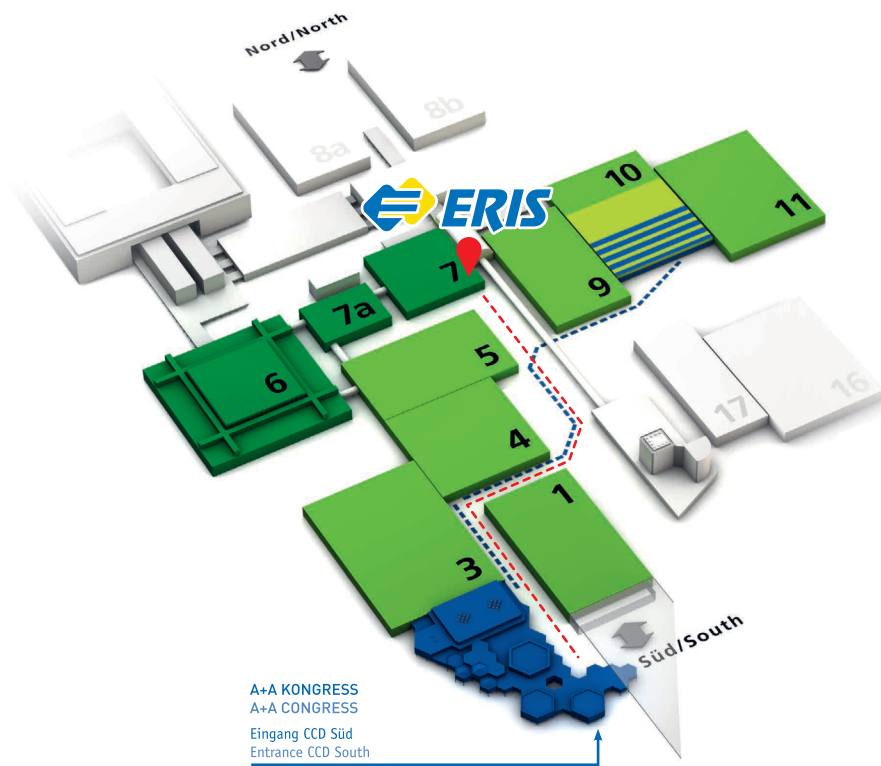 Nord/North
8b
8a
10
11
ERIS
7
9
7a
5
6
17
16
4
1
3
Süd/South
A+A KONGRESS
A+A CONGRESS
Eingang CCD Süd
Entrance CCD South